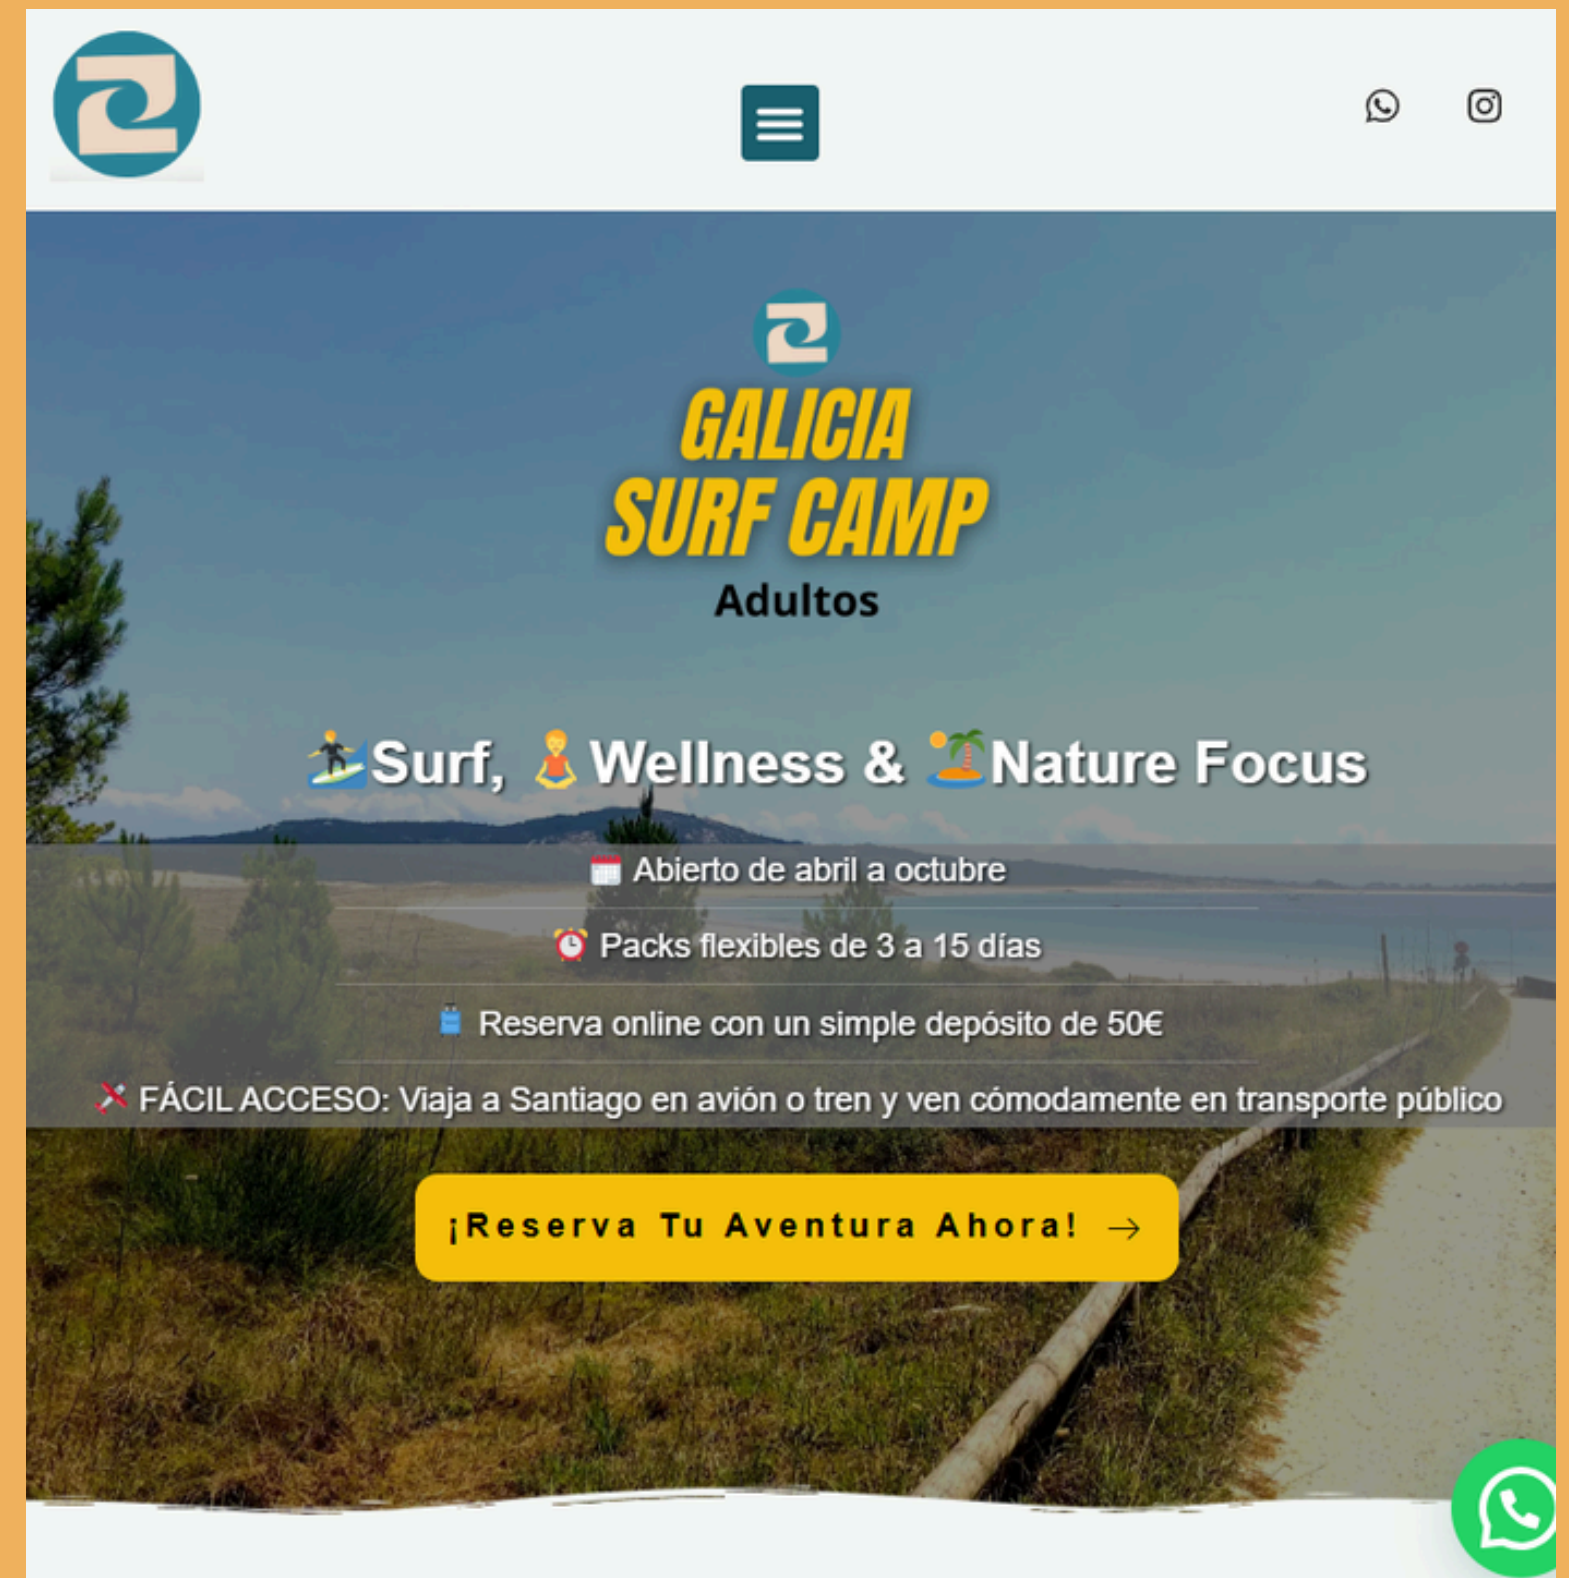 GALICIA
SURF CAMP
Adultos
🏄Surf, 🧘Wellness & 🏝️Nature Focus
📅 Abierto de abril a octubre
⏰ Packs flexibles de 3 a 15 días
🧳 Reserva online con un simple depósito de 50€
✈️ FÁCIL ACCESO: Viaja a Santiago en avión o tren y ven cómodamente en transporte público
¡Reserva Tu Aventura Ahora! →